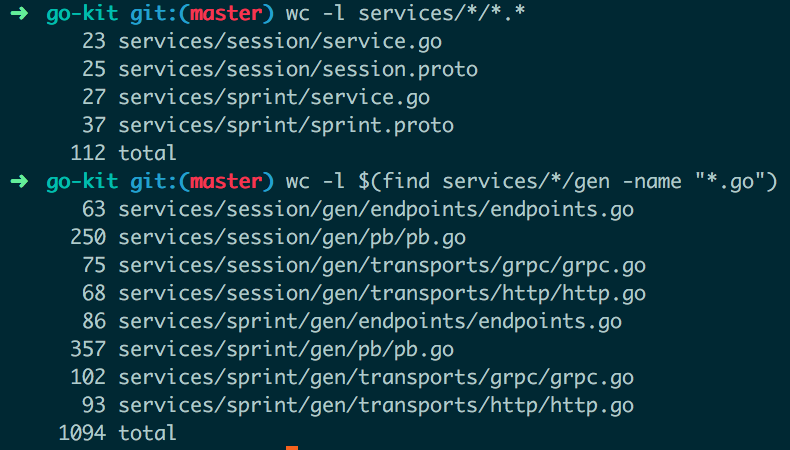 ➜ go-kit git:(master) wc -l services/*/*.*
23 services/session/service.go
25 services/session/session.proto
27 services/sprint/service.go
37 services/sprint/sprint.proto
112 total
➜ go-kit git:(master) wc -l $(find services/*/gen -name "*.go")
63 services/session/gen/endpoints/endpoints.go
250 services/session/gen/pb/pb.go
75 services/session/gen/transports/grpc/grpc.go
68 services/session/gen/transports/http/http.go
86 services/sprint/gen/endpoints/endpoints.go
357 services/sprint/gen/pb/pb.go
102 services/sprint/gen/transports/grpc/grpc.go
93 services/sprint/gen/transports/http/http.go
1094 total